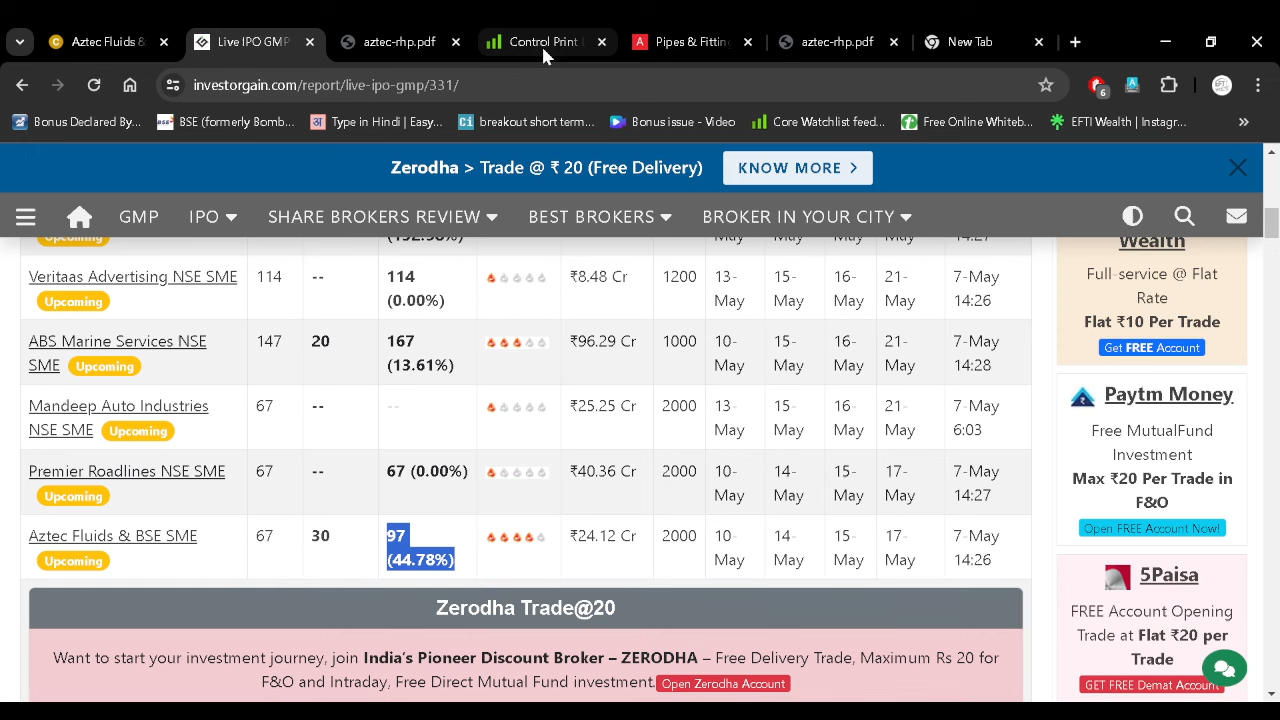 Aztec Fluids &
Live IPO GMP
aztec-rhp.pdf
Control Print
Pipes & Fitting
aztec-rhp.pdf
New Tab
investorgain.com/report/live-ipo-gmp/331/
6
Bonus Declared By...
BSE (formerly Bomb...
Type in Hindi | Easy...
breakout short term...
Bonus issue - Video
Core Watchlist feed...
Free Online Whiteb...
EFTI Wealth | Instagr...
Zerodha > Trade @ ₹ 20 (Free Delivery)
KNOW MORE >
GMP
IPO
SHARE BROKERS REVIEW
BEST BROKERS
BROKER IN YOUR CITY
Upcoming
May May May May 14:27
Veritaas Advertising NSE SME 114 -- 114 ₹8.48 Cr 1200 13- 15- 16- 21- 7-May
Upcoming (0.00%) May May May May 14:26
ABS Marine Services NSE 147 20 167 ₹96.29 Cr 1000 10- 15- 16- 21- 7-May
SME Upcoming (13.61%) May May May May 14:28
Mandeep Auto Industries 67 -- -- ₹25.25 Cr 2000 13- 15- 16- 21- 7-May
NSE SME Upcoming May May May May 6:03
Premier Roadlines NSE SME 67 -- 67 (0.00%) ₹40.36 Cr 2000 10- 14- 15- 17- 7-May
Upcoming May May May May 14:27
Aztec Fluids & BSE SME 67 30 97 ₹24.12 Cr 2000 10- 14- 15- 17- 7-May
Upcoming (44.78%) May May May May 14:26
Zerodha Trade@20
Want to start your investment journey, join India's Pioneer Discount Broker – ZERODHA – Free Delivery Trade, Maximum Rs 20 for
F&O and Intraday, Free Direct Mutual Fund investment. Open Zerodha Account
Wealth
Full-service @ Flat
Rate
Flat ₹10 Per Trade
Get FREE Account
Paytm Money
Free MutualFund
Investment
Max ₹20 Per Trade in
F&O
Open FREE Account Now!
5Paisa
FREE Account Opening
Trade at Flat ₹20 per
Trade
GET FREE Demat Account